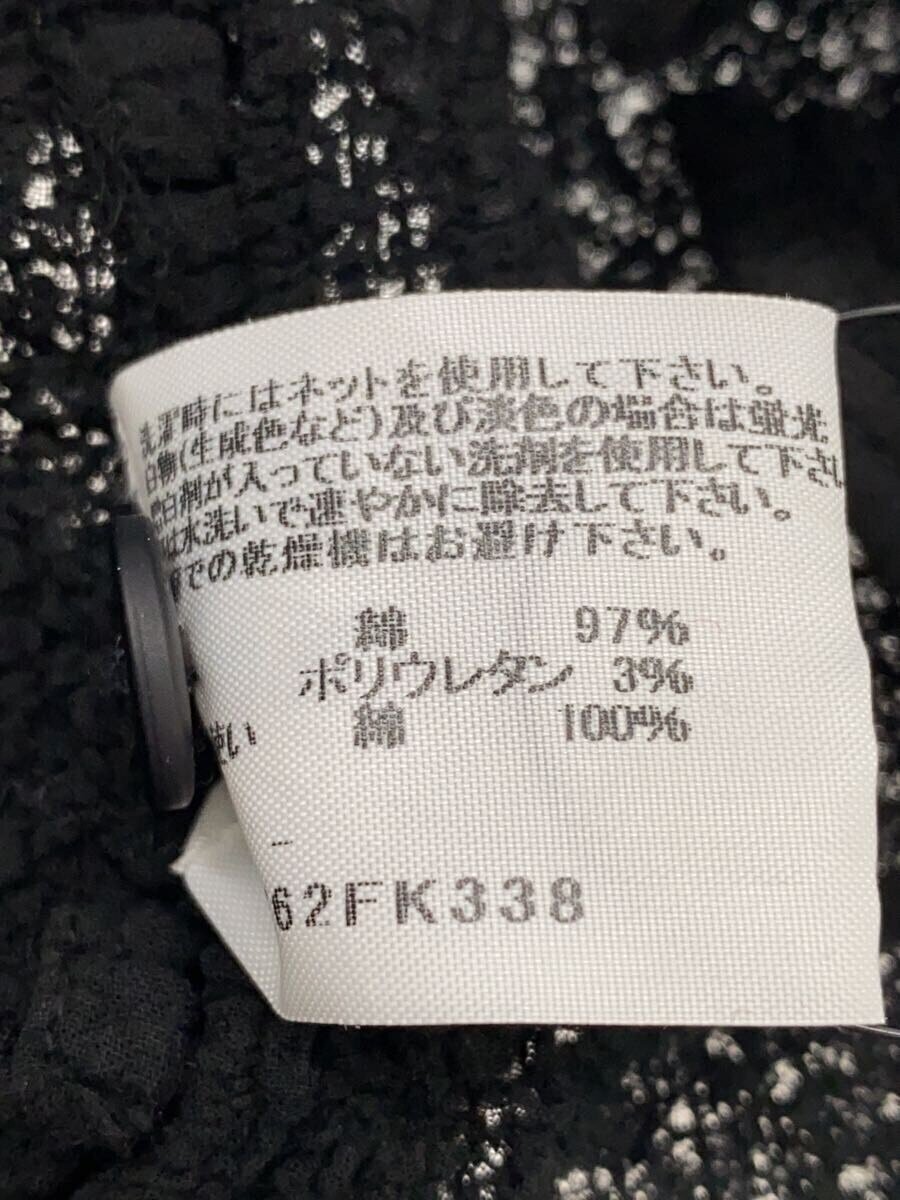 洗濯時にはネットを使用して下さい。
白物(生成色など)及び淡色の場合は蛍光
白剤が入っていない洗剤を使用して下さい
は水洗いで速やかに除去して下さい。
での乾燥機はお避け下さい。
綿 97%
ポリウレタン 3%
綿 100%
62FK338